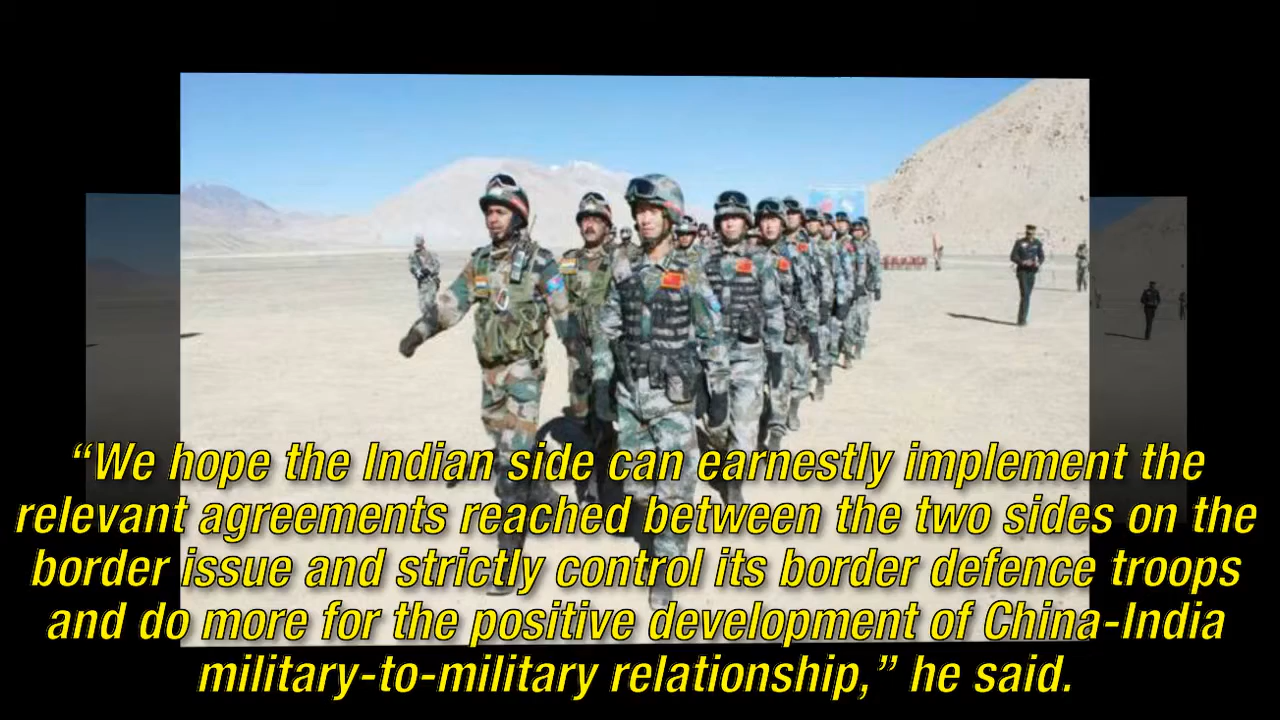 “We hope the Indian side can earnestly implement the
relevant agreements reached between the two sides on the
border issue and strictly control its border defence troops
and do more for the positive development of China-India
military-to-military relationship,” he said.